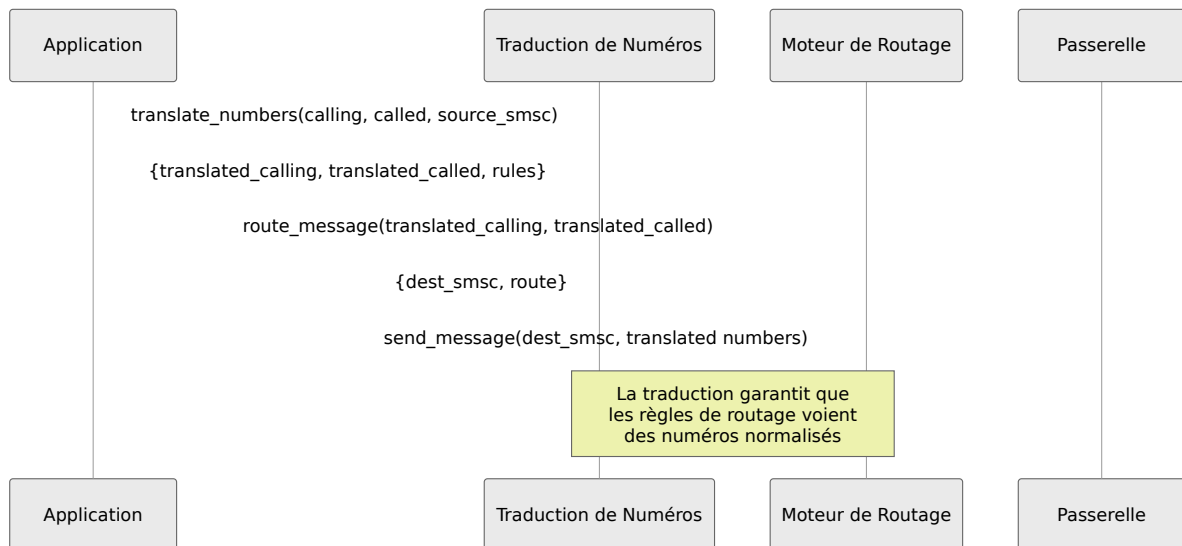 Application
Traduction de Numéros
Moteur de Routage
Passerelle
translate_numbers(calling, called, source_smsc)
{translated_calling, translated_called, rules}
route_message(translated_calling, translated_called)
{dest_smsc, route}
send_message(dest_smsc, translated numbers)
La traduction garantit que
les règles de routage voient
des numéros normalisés
Application
Traduction de Numéros
Moteur de Routage
Passerelle